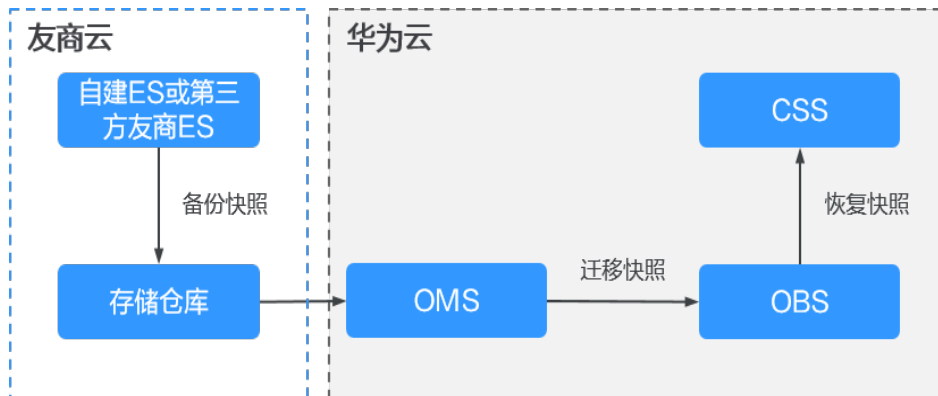 友商云
华为云
自建ES或第三
方友商ES
CSS
备份快照
恢复快照
迁移快照
存储仓库
OMS
OBS